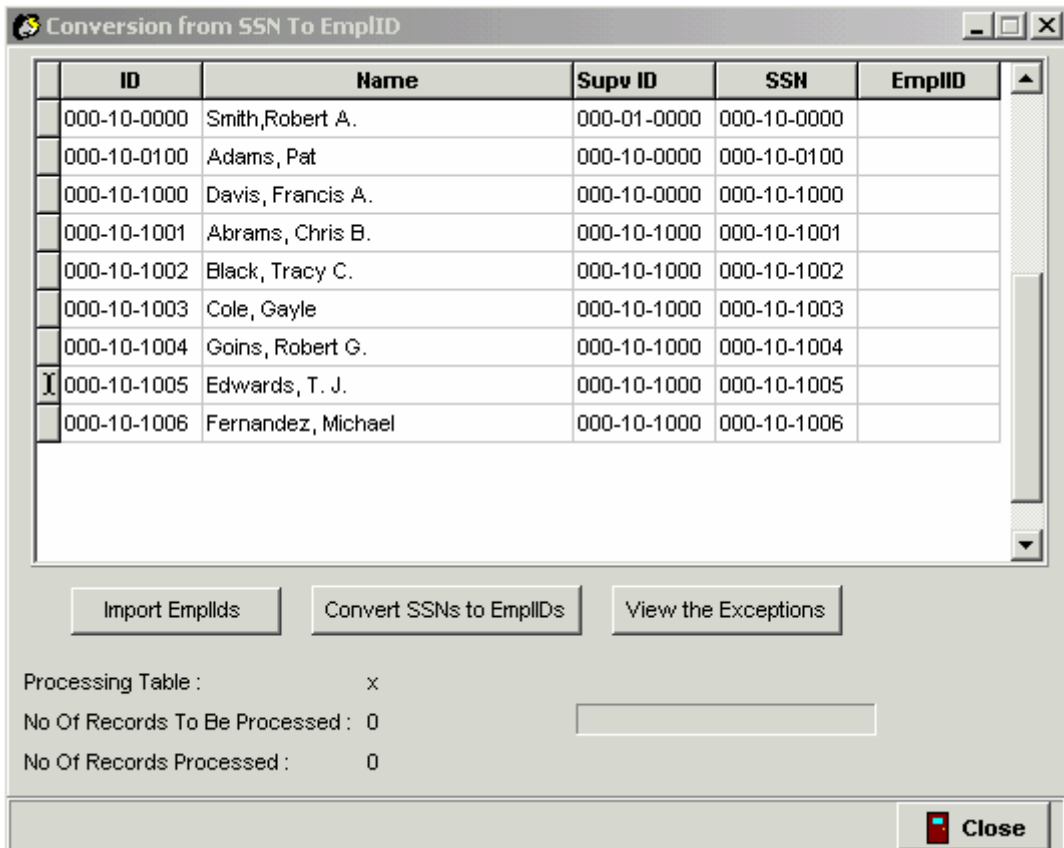 Conversion from SSN To EmplID
ID Name Supv ID SSN EmplID
000-10-0000 Smith,Robert A. 000-01-0000 000-10-0000
000-10-0100 Adams, Pat 000-10-0000 000-10-0100
000-10-1000 Davis, Francis A. 000-10-0000 000-10-1000
000-10-1001 Abrams, Chris B. 000-10-1000 000-10-1001
000-10-1002 Black, Tracy C. 000-10-1000 000-10-1002
000-10-1003 Cole, Gayle 000-10-1000 000-10-1003
000-10-1004 Goins, Robert G. 000-10-1000 000-10-1004
000-10-1005 Edwards, T. J. 000-10-1000 000-10-1005
000-10-1006 Fernandez, Michael 000-10-1000 000-10-1006
Import EmplIds Convert SSNs to EmplIDs View the Exceptions
Processing Table : x
No Of Records To Be Processed : 0
No Of Records Processed : 0
Close